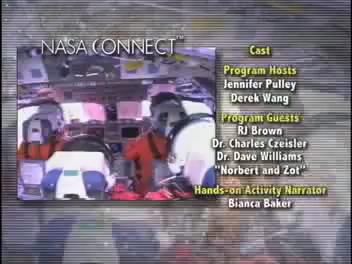 NASA CONNECT™
Cast
Program Hosts
Jennifer Pulley
Derek Wang
Program Guests
RJ Brown
Dr. Charles Czeisler
Dr. Dave Williams
"Norbert and Zot"
Hands-on Activity Narrator
Bianca Baker